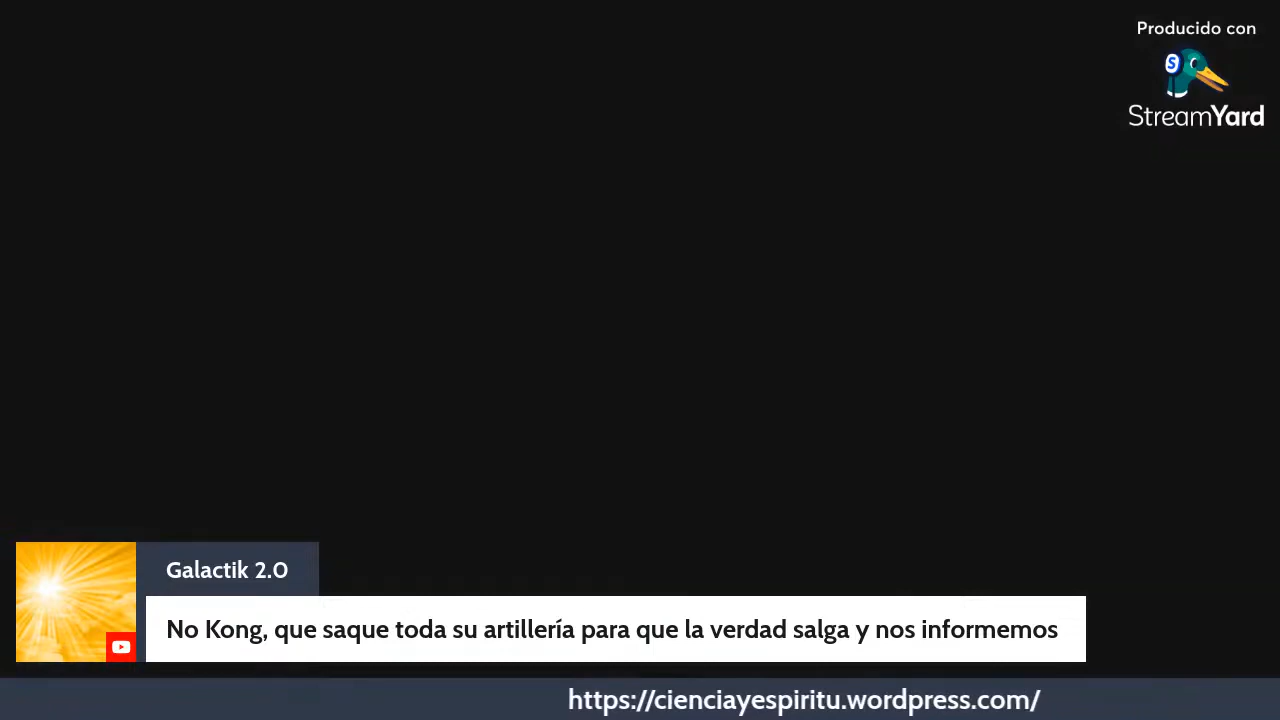 Producido con
S
StreamYard
Galactik 2.0
No Kong, que saque toda su artillería para que la verdad salga y nos informemos
https://cienciayespiritu.wordpress.com/